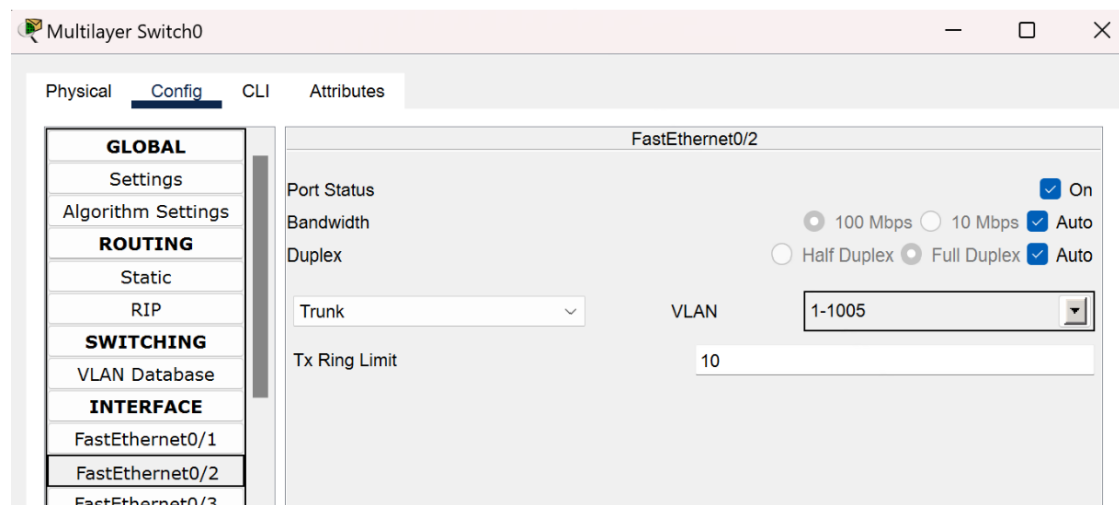 Multilayer Switch0
Physical Config CLI Attributes
GLOBAL
Settings
Algorithm Settings
ROUTING
Static
RIP
SWITCHING
VLAN Database
INTERFACE
FastEthernet0/1
FastEthernet0/2
FastEthernet0/3
FastEthernet0/2
Port Status On
Bandwidth 100 Mbps 10 Mbps Auto
Duplex Half Duplex Full Duplex Auto
Trunk VLAN 1-1005
Tx Ring Limit 10